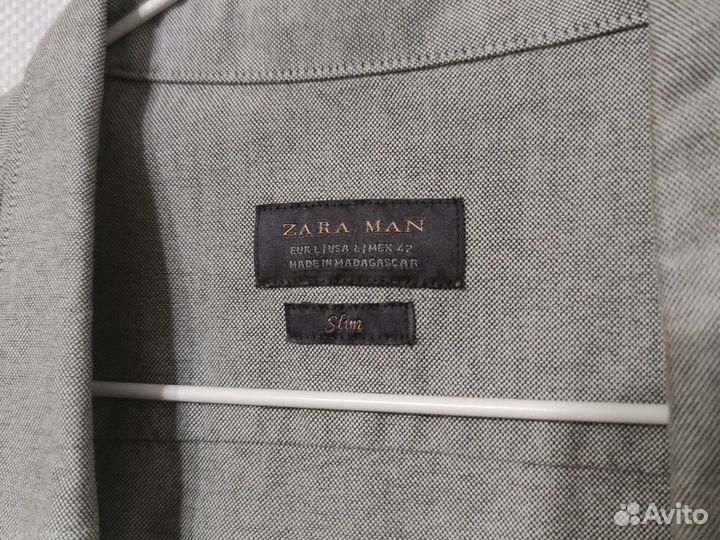 ZARA MAN
EUR L/USA L/MEX 42
MADE IN MADAGASCAR
Slim
Avito